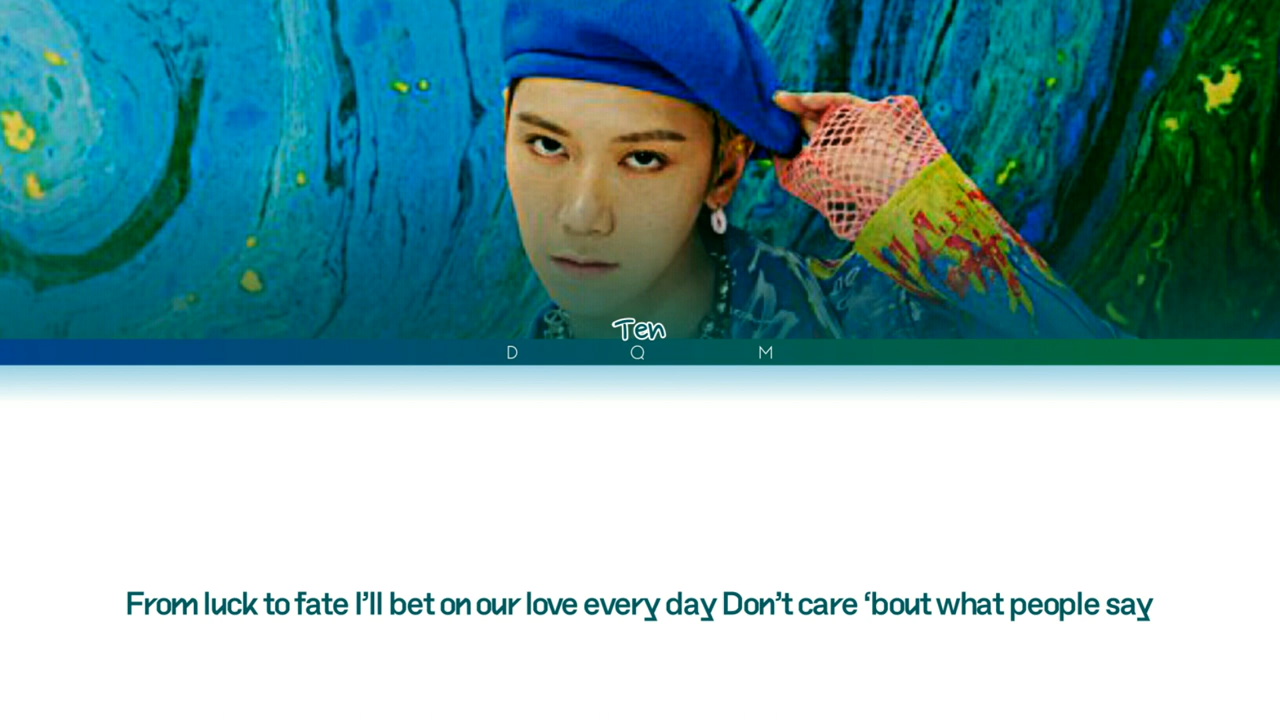 Ten
D Q M
From luck to fate I’ll bet on our love every day Don’t care ‘bout what people say